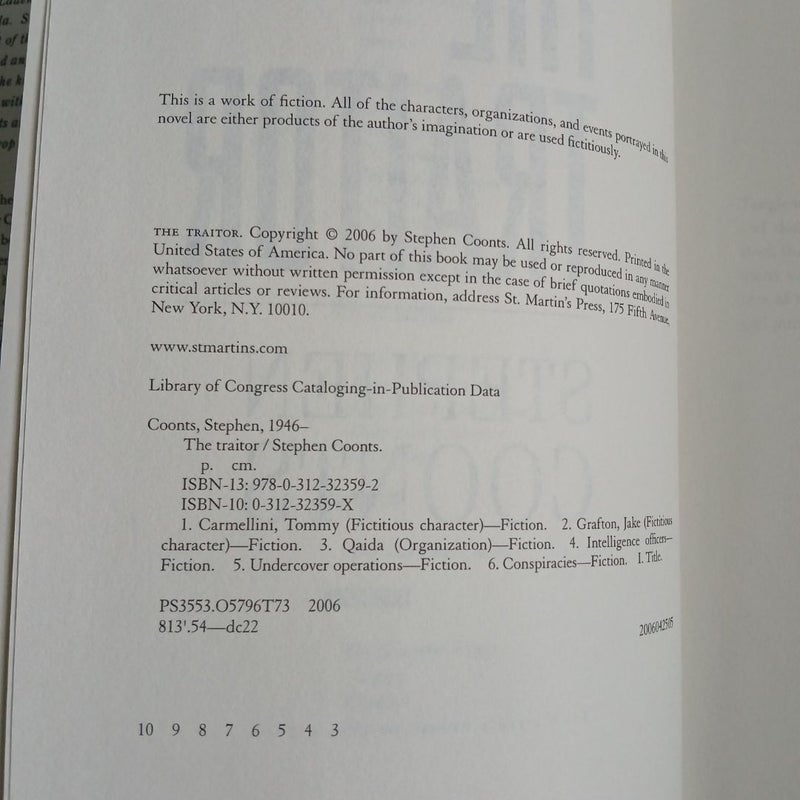 This is a work of fiction. All of the characters, organizations, and events portrayed in this
novel are either products of the author's imagination or are used fictitiously.
THE TRAITOR. Copyright © 2006 by Stephen Coonts. All rights reserved. Printed in the
United States of America. No part of this book may be used or reproduced in any manner
whatsoever without written permission except in the case of brief quotations embodied in
critical articles or reviews. For information, address St. Martin's Press, 175 Fifth Avenue,
New York, N.Y. 10010.
www.stmartins.com
Library of Congress Cataloging-in-Publication Data
Coonts, Stephen, 1946–
The traitor / Stephen Coonts.
p. cm.
ISBN-13: 978-0-312-32359-2
ISBN-10: 0-312-32359-X
1. Carmellini, Tommy (Fictitious character)—Fiction. 2. Grafton, Jake (Fictitious
character)—Fiction. 3. Qaida (Organization)—Fiction. 4. Intelligence officers—
Fiction. 5. Undercover operations—Fiction. 6. Conspiracies—Fiction. I. Title.
PS3553.O5796T73 2006
813'.54—dc22
2006042505
10 9 8 7 6 5 4 3